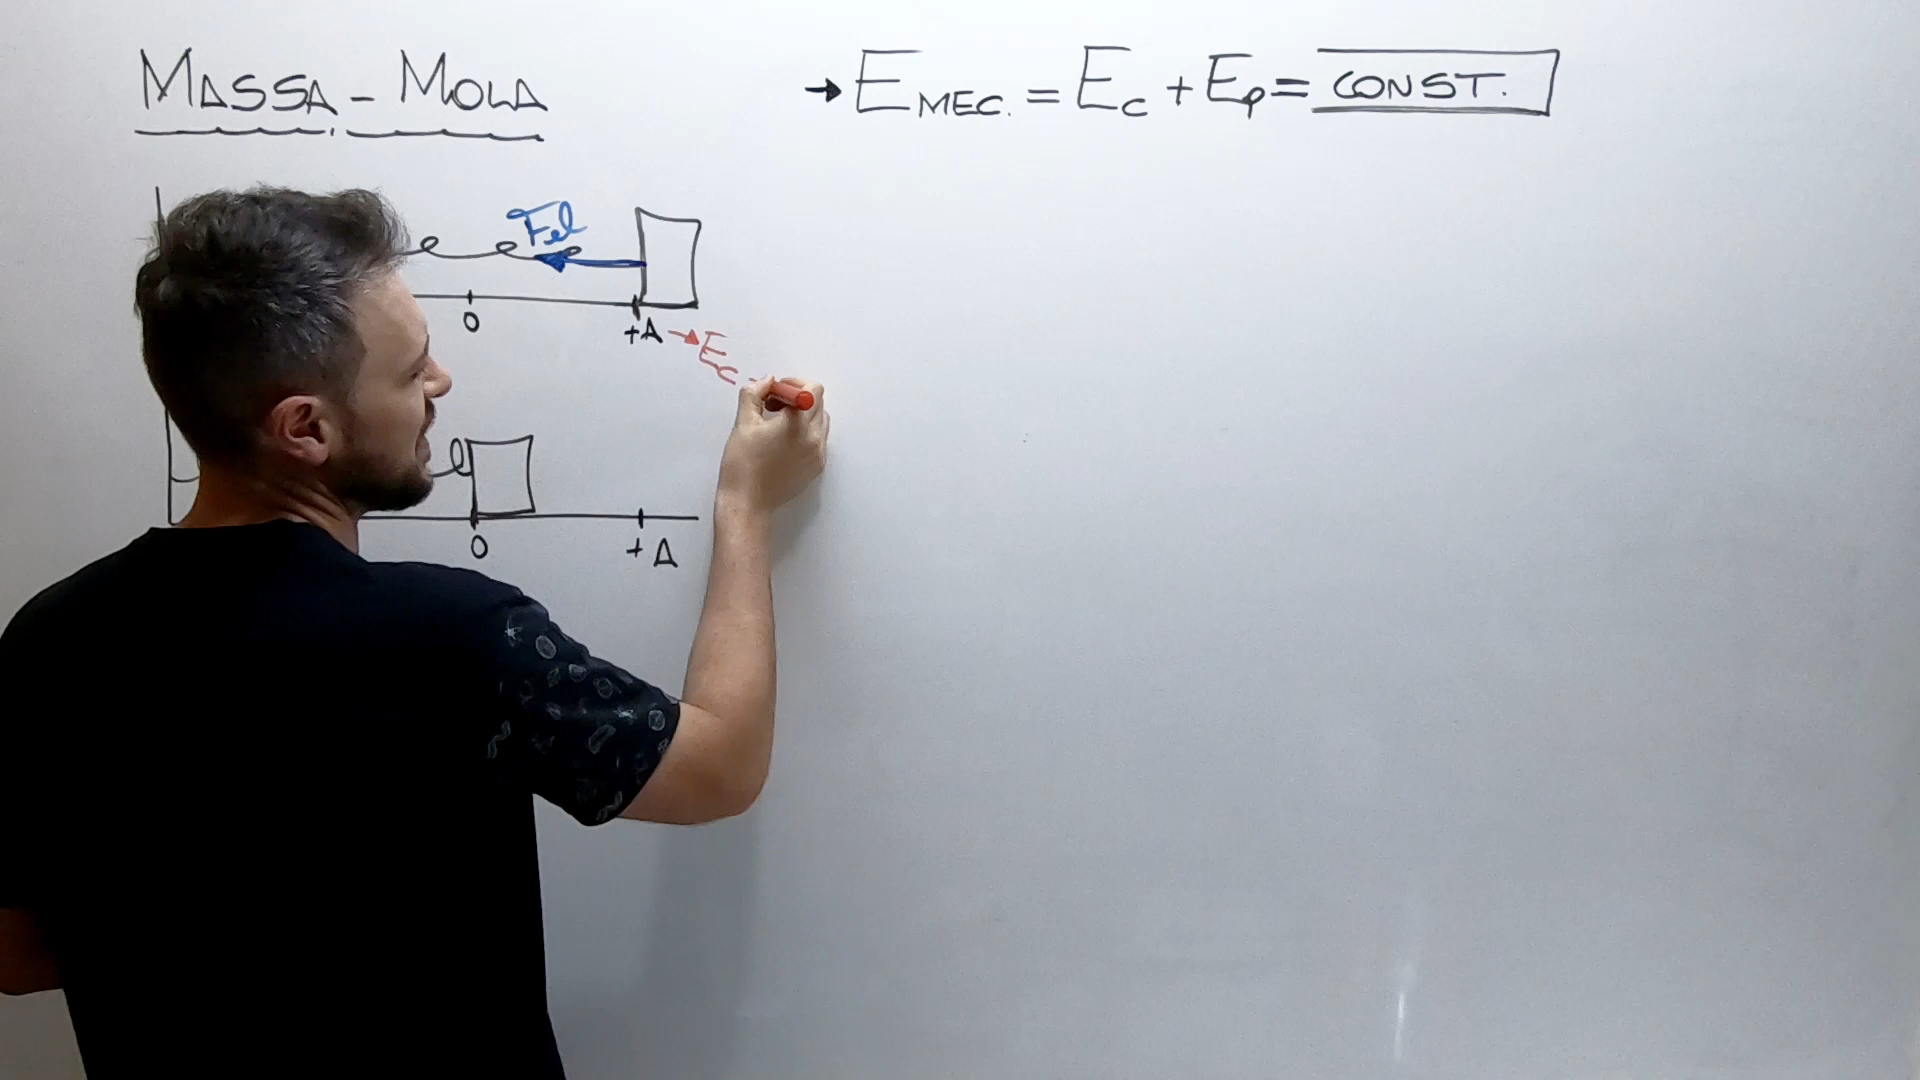 MASSA - MOLA
→ EMEC. = Ec + Ep = CONST.
Fel
0
+A → Ec
0
+A